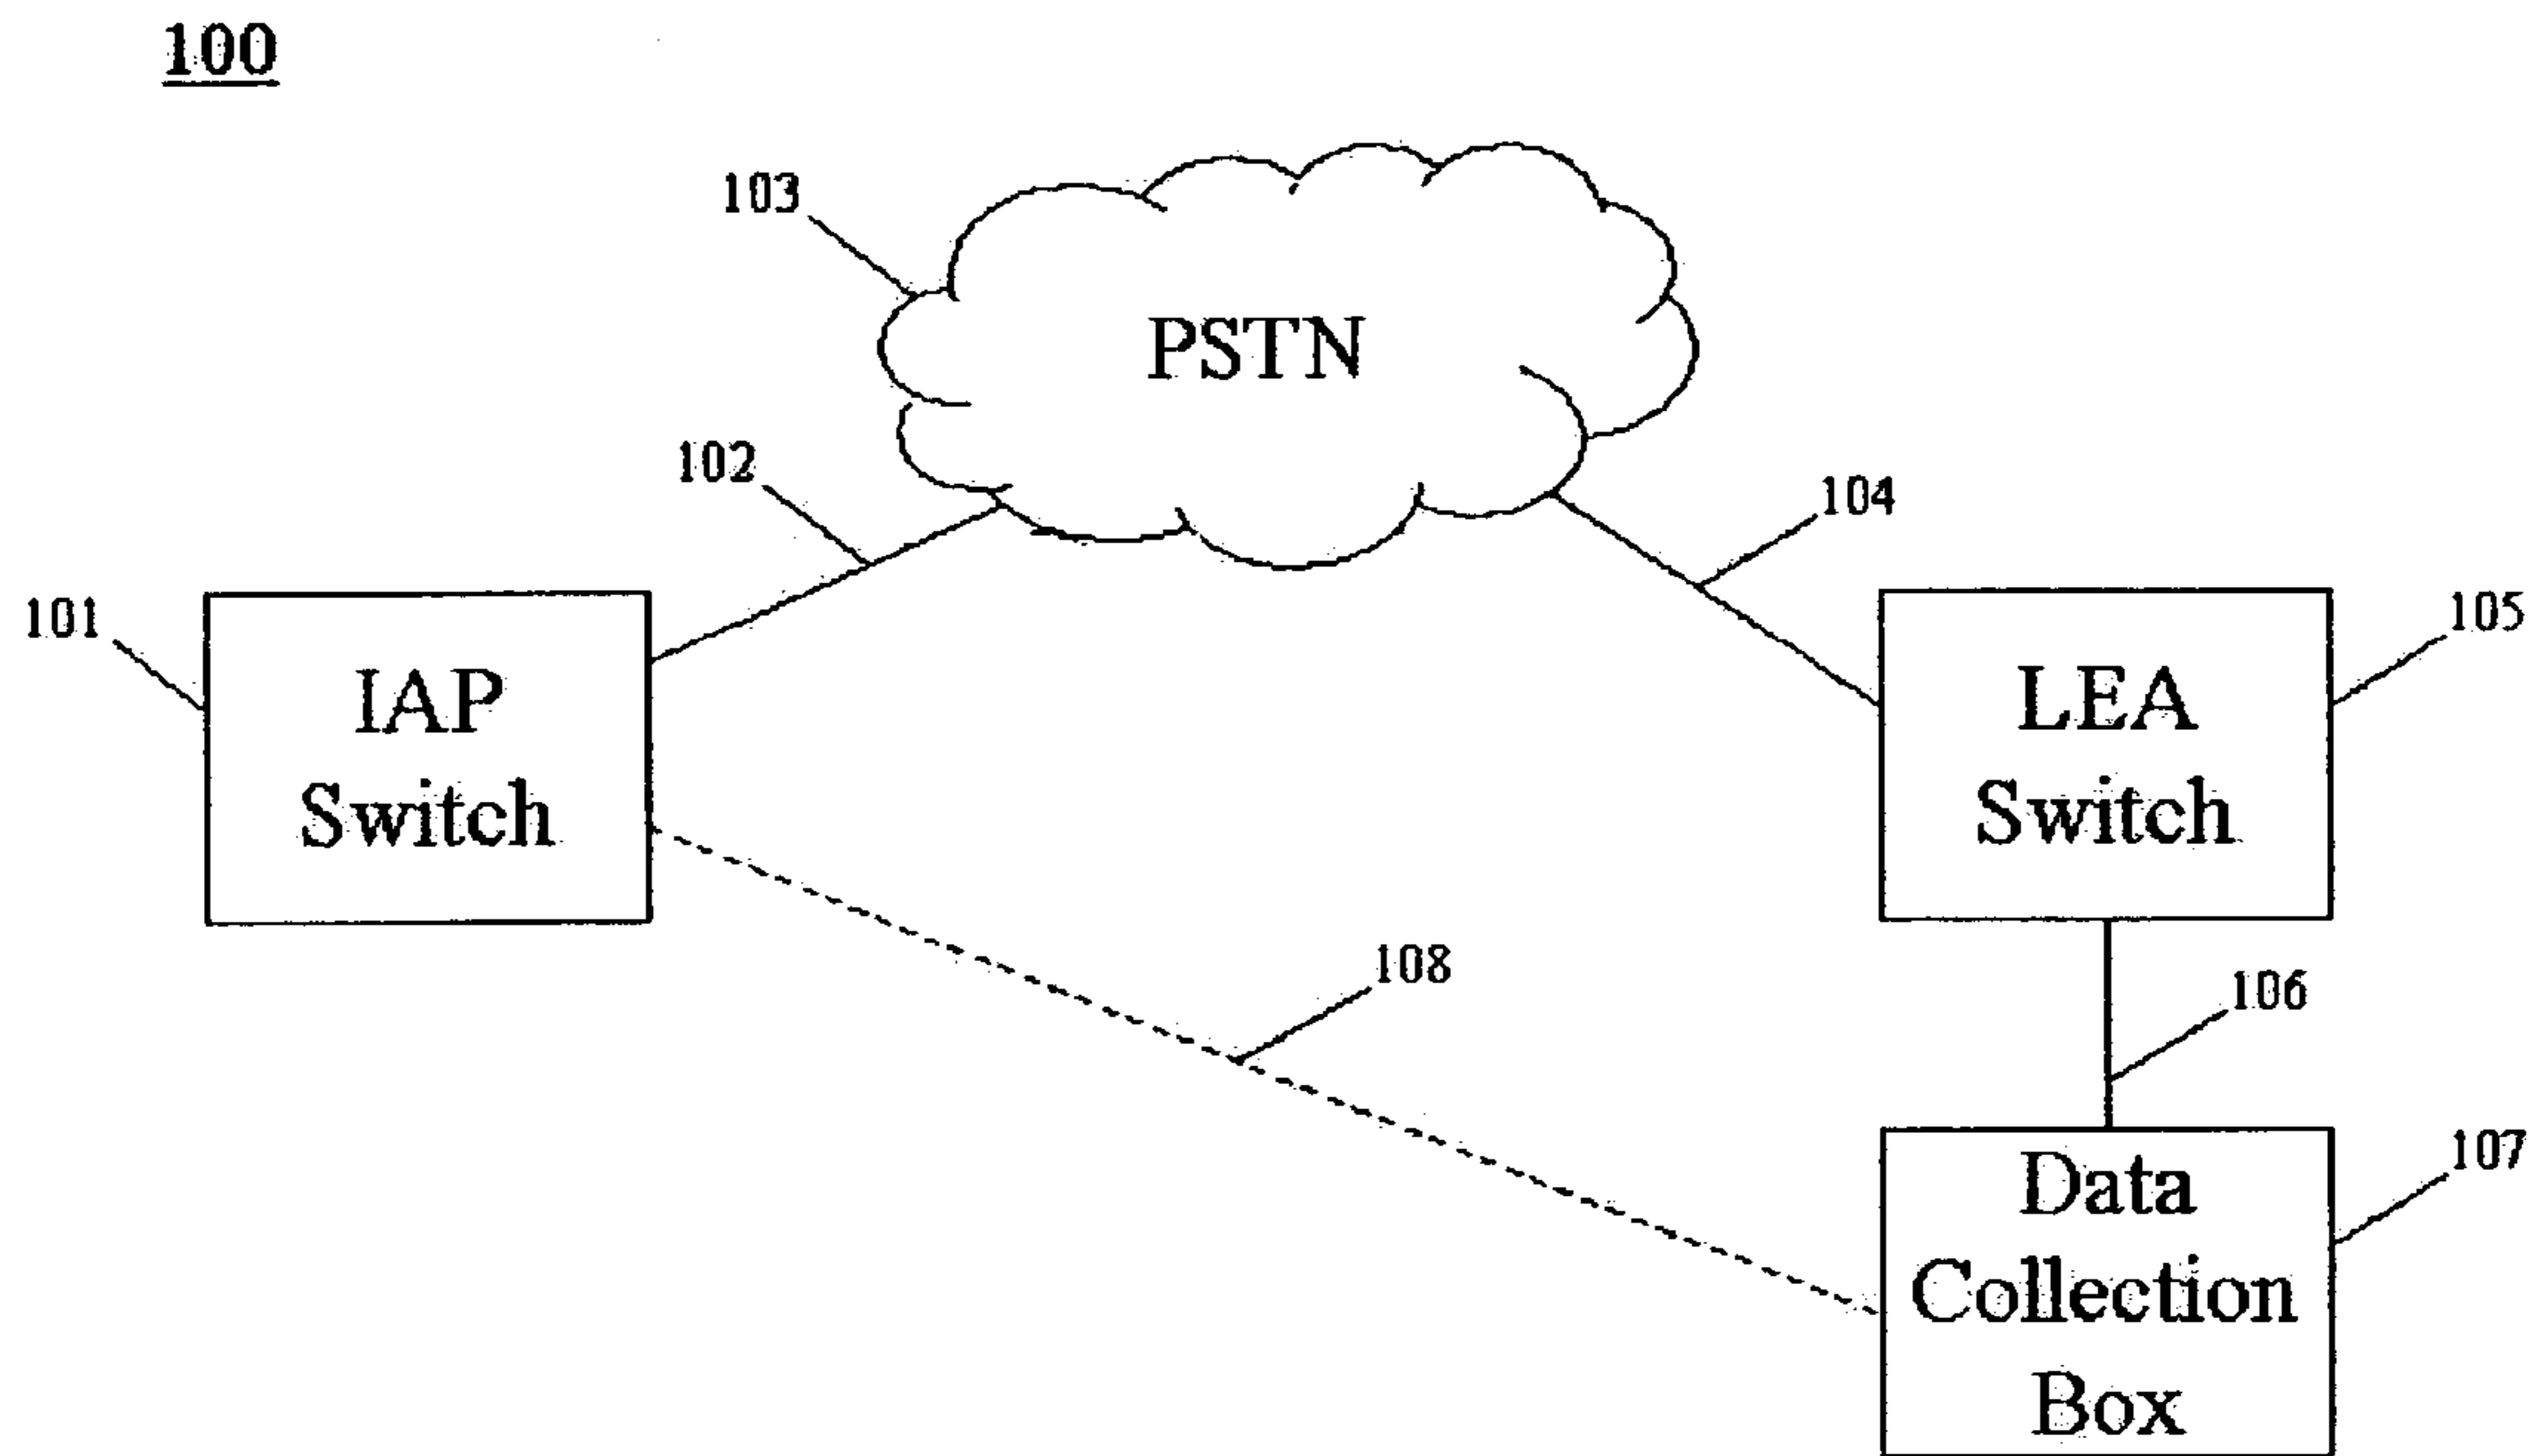 100
103
PSTN
102
104
101
IAP
Switch
LEA
Switch
105
108
106
Data
Collection
Box
107